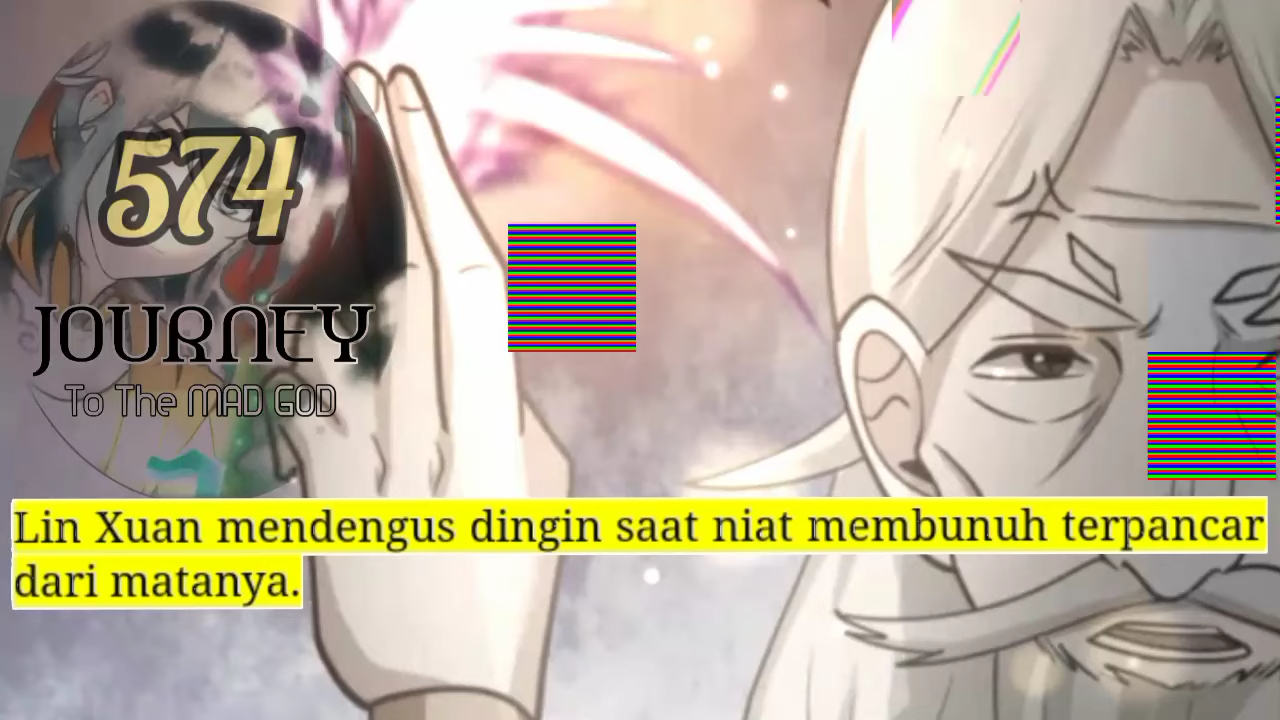 574
JOURNEY
To The MAD GOD
Lin Xuan mendengus dingin saat niat membunuh terpancar
dari matanya.